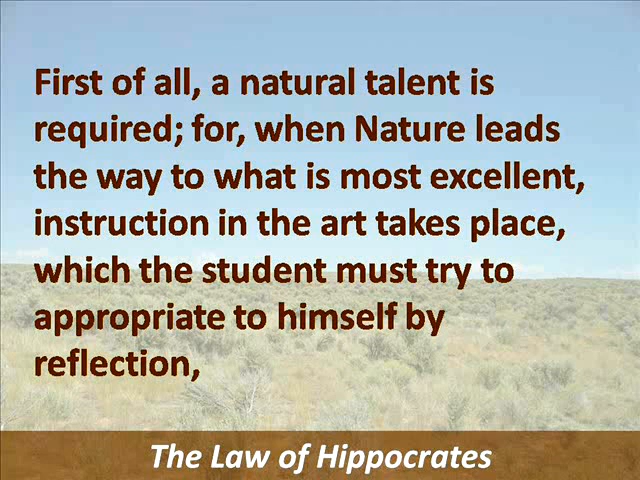 First of all, a natural talent is
required; for, when Nature leads
the way to what is most excellent,
instruction in the art takes place,
which the student must try to
appropriate to himself by
reflection,
The Law of Hippocrates